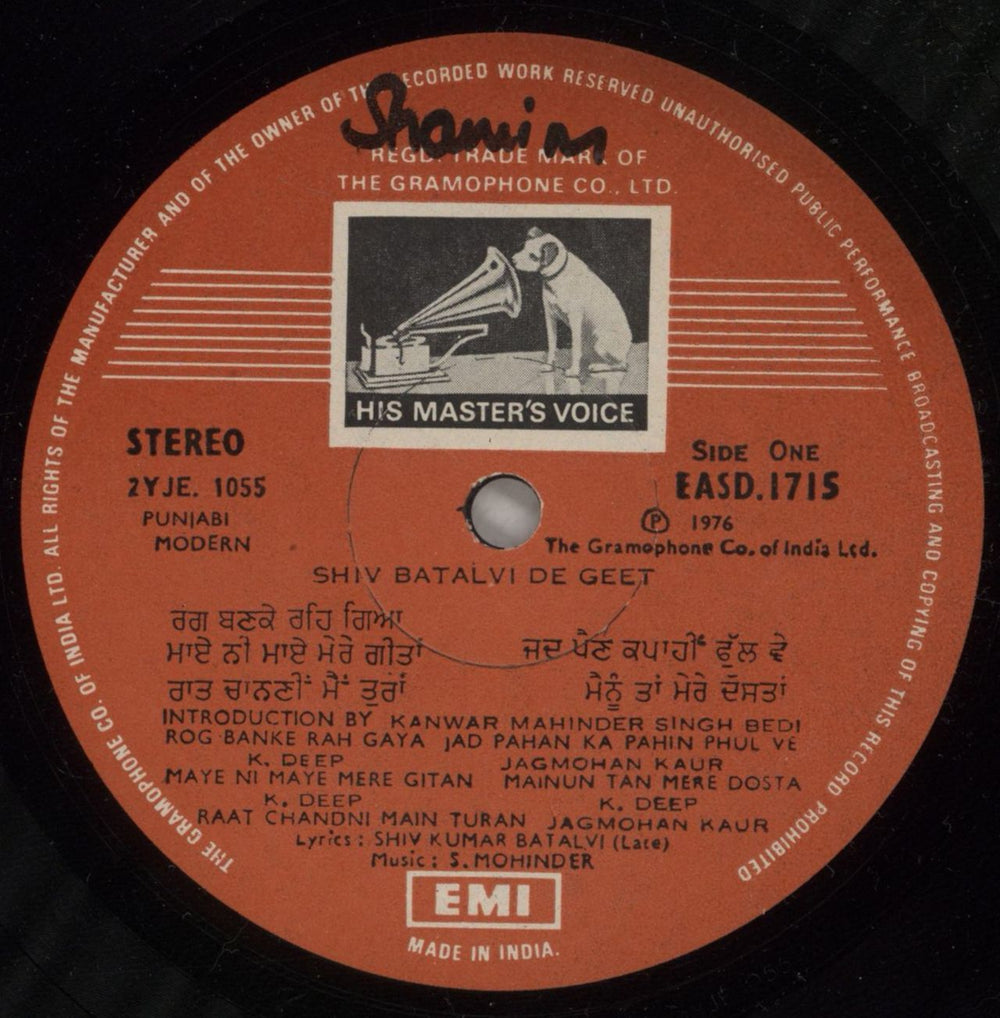 THE GRAMOPHONE CO. OF INDIA LTD. ALL RIGHTS OF THE MANUFACTURER AND OF THE OWNER OF THE RECORDED WORK RESERVED UNAUTHORISED PUBLIC PERFORMANCE BROADCASTING AND COPYING OF THIS RECORD PROHIBITED
Shamim
REGD. TRADE MARK OF
THE GRAMOPHONE CO., LTD.
HIS MASTER'S VOICE
STEREO
2YJE. 1055
PUNJABI
MODERN
SIDE ONE
EASD.1715
Ⓟ 1976
The Gramophone Co. of India Ltd.
SHIV BATALVI DE GEET
ਰੋਗ ਬਣਕੇ ਰਹਿ ਗਿਆ
ਮਾਏ ਨੀ ਮਾਏ ਮੇਰੇ ਗੀਤਾਂ ਜਦ ਪੈਣ ਕਪਾਹੀਂ ਫੁੱਲ ਵੇ
ਰਾਤ ਚਾਨਣੀਂ ਮੈਂ ਤੁਰਾਂ ਮੈਨੂੰ ਤਾਂ ਮੇਰੇ ਦੋਸਤਾਂ
INTRODUCTION BY KANWAR MAHINDER SINGH BEDI
ROG BANKE RAH GAYA JAD PAHAN KA PAHIN PHUL VE
K. DEEP JAGMOHAN KAUR
MAYE NI MAYE MERE GITAN MAINUN TAN MERE DOSTA
K. DEEP K. DEEP
RAAT CHANDNI MAIN TURAN JAGMOHAN KAUR
Lyrics : SHIV KUMAR BATALVI (Late)
Music : S. MOHINDER
EMI
MADE IN INDIA.